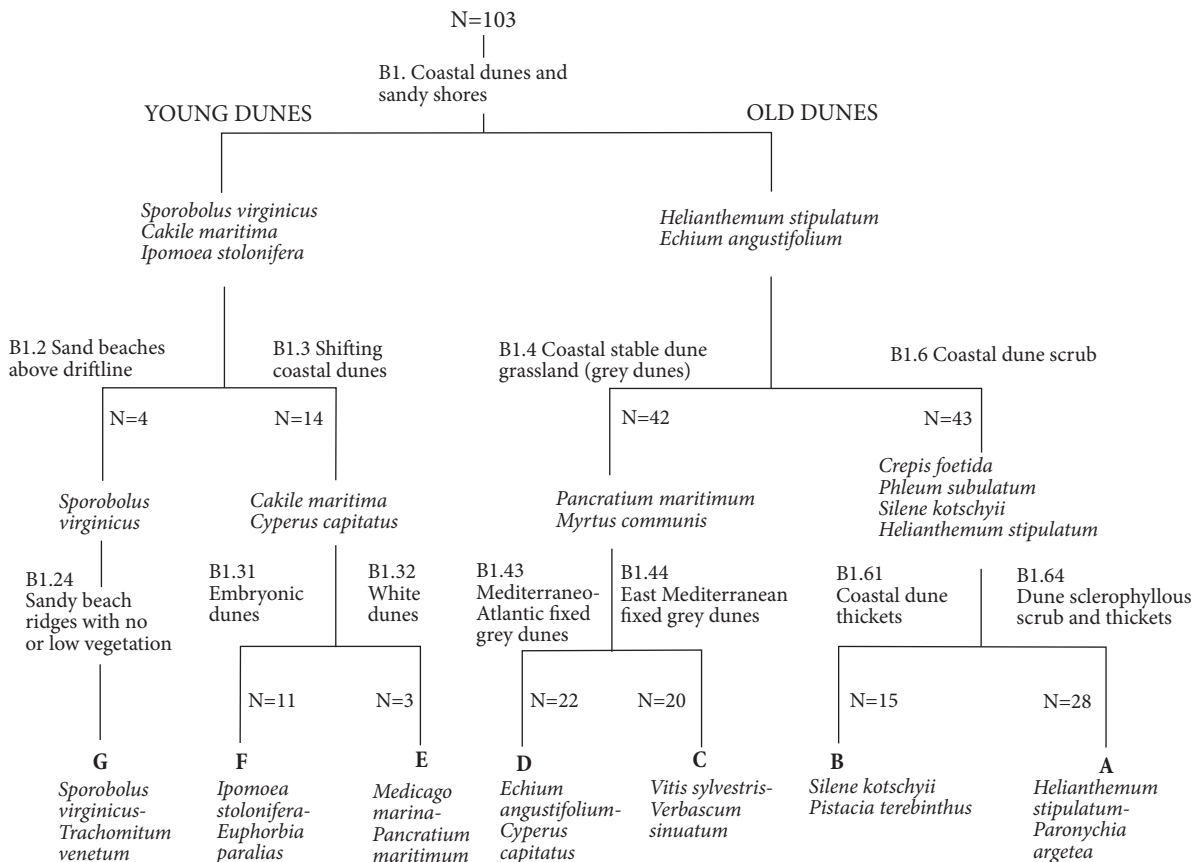 N=103
B1. Coastal dunes and
sandy shores
YOUNG DUNES
OLD DUNES
Sporobolus virginicus
Cakile maritima
Ipomoea stolonifera
Helianthemum stipulatum
Echium angustifolium
B1.2 Sand beaches
above driftline
B1.3 Shifting
coastal dunes
B1.4 Coastal stable dune
grassland (grey dunes)
B1.6 Coastal dune scrub
N=4
N=14
N=42
N=43
Sporobolus
virginicus
Cakile maritima
Cyperus capitatus
Pancratium maritimum
Myrtus communis
Crepis foetida
Phleum subulatum
Silene kotschyii
Helianthemum stipulatum
B1.24
Sandy beach
ridges with no
or low vegetation
B1.31
Embryonic
dunes
B1.32
White
dunes
B1.43
Mediterraneo-
Atlantic fixed
grey dunes
B1.44
East Mediterranean
fixed grey dunes
B1.61
Coastal dune
thickets
B1.64
Dune sclerophyllous
scrub and thickets
N=11
N=3
N=22
N=20
N=15
N=28
G
Sporobolus
virginicus-
Trachomitum
venetum
F
Ipomoea
stolonifera-
Euphorbia
paralias
E
Medicago
marina-
Pancratium
maritimum
D
Echium
angustifolium-
Cyperus
capitatus
C
Vitis sylvestris-
Verbascum
sinuatum
B
Silene kotschyii
Pistacia terebinthus
A
Helianthemum
stipulatum-
Paronychia
argetea